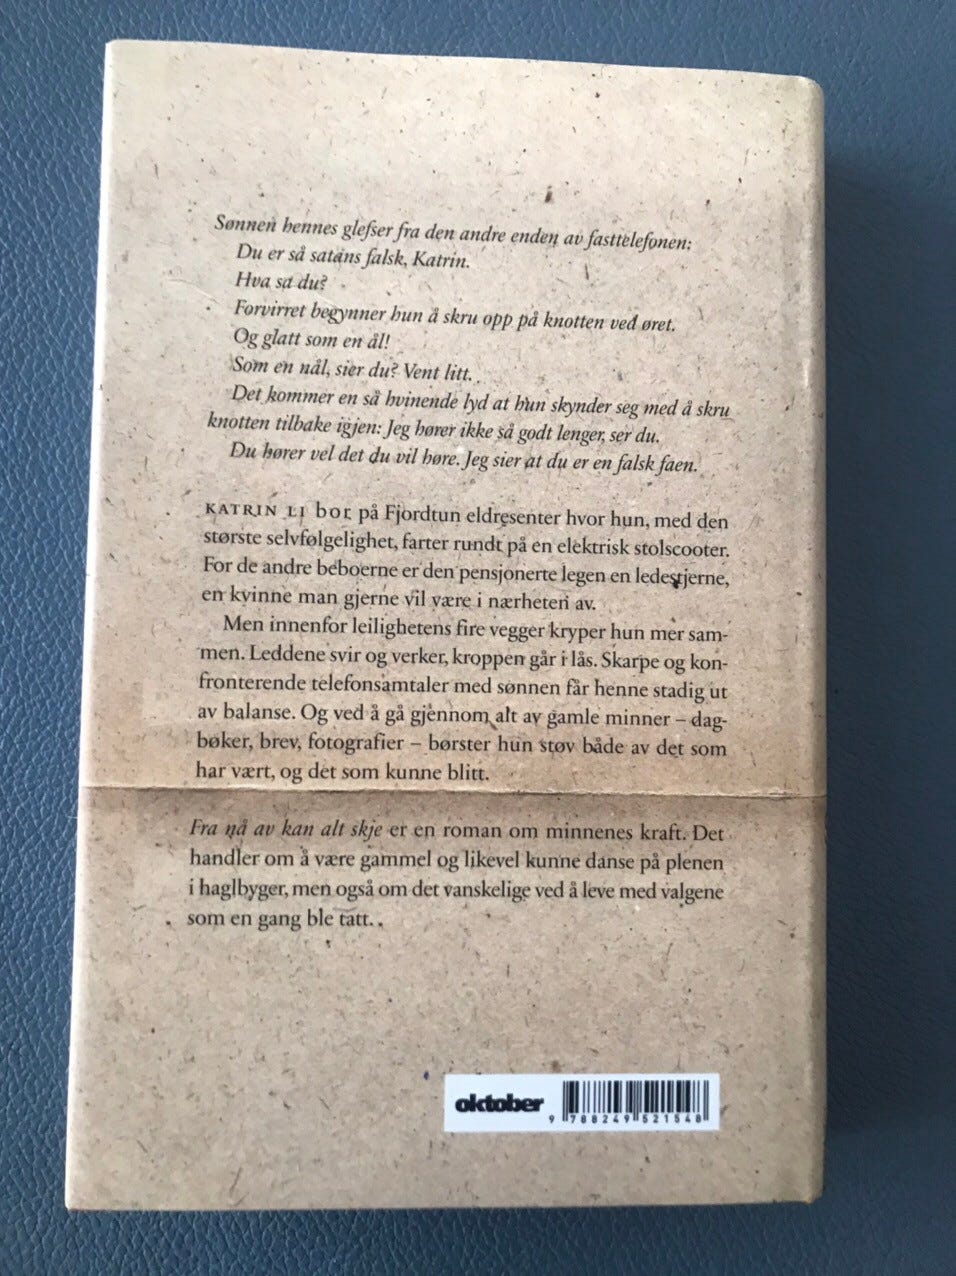 Sønnen hennes glefser fra den andre enden av fasttelefonen:
Du er så satans falsk, Katrin.
Hva sa du?
Forvirret begynner hun å skru opp på knotten ved øret.
Og glatt som en ål!
Som en nål, sier du? Vent litt.
Det kommer en så hvinende lyd at hun skynder seg med å skru
knotten tilbake igjen: Jeg hører ikke så godt lenger, ser du.
Du hører vel det du vil høre. Jeg sier at du er en falsk faen.
KATRIN LI bor på Fjordtun eldresenter hvor hun, med den
største selvfølgelighet, farter rundt på en elektrisk stolscooter.
For de andre beboerne er den pensjonerte legen en ledestjerne,
en kvinne man gjerne vil være i nærheten av.
Men innenfor leilighetens fire vegger kryper hun mer sam-
men. Leddene svir og verker, kroppen går i lås. Skarpe og kon-
fronterende telefonsamtaler med sønnen får henne stadig ut
av balanse. Og ved å gå gjennom alt av gamle minner – dag-
bøker, brev, fotografier – børster hun støv både av det som
har vært, og det som kunne blitt.
Fra nå av kan alt skje er en roman om minnenes kraft. Det
handler om å være gammel og likevel kunne danse på plenen
i haglbyger, men også om det vanskelige ved å leve med valgene
som en gang ble tatt.
oktober
9 788249 521548